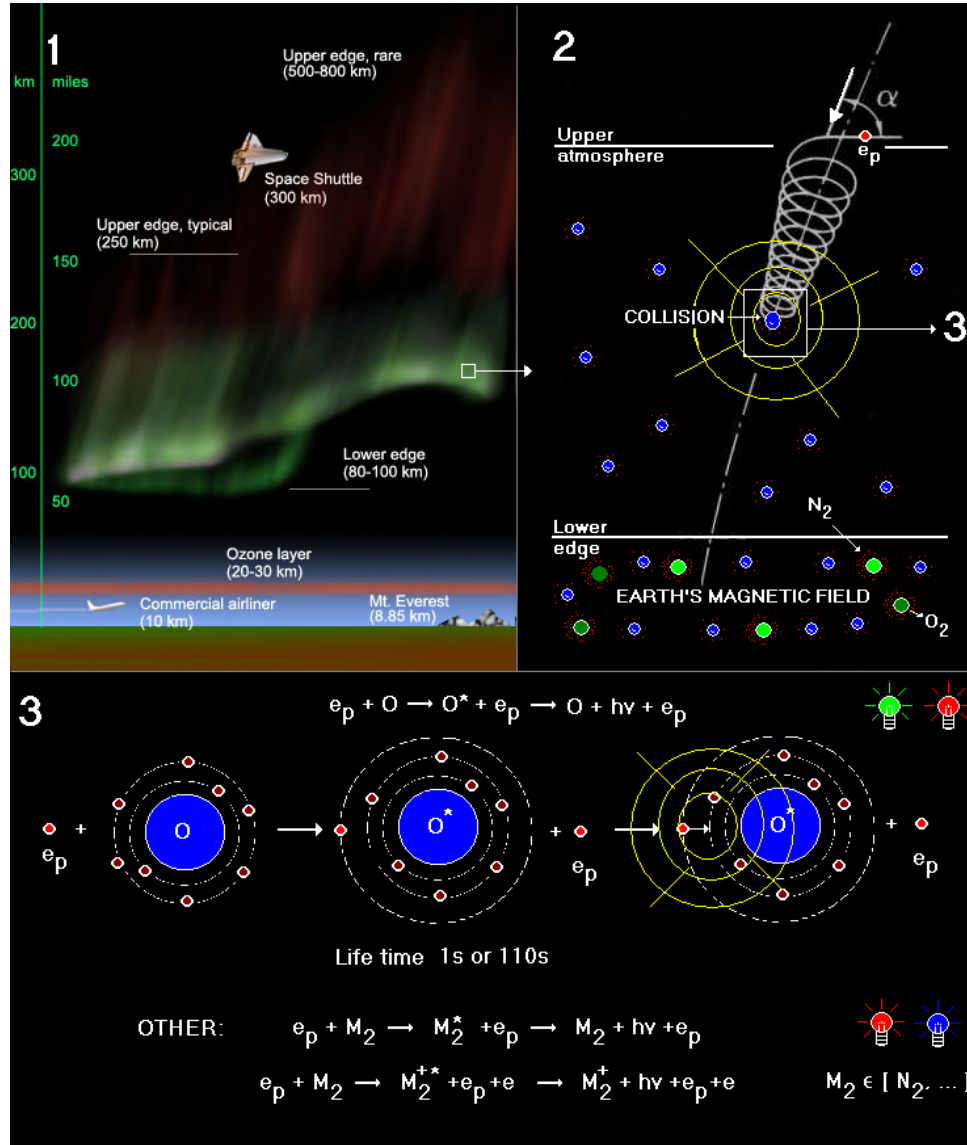 1
km miles
Upper edge, rare
(500-800 km)
200
300
Space Shuttle
(300 km)
Upper edge, typical
(250 km)
150
200
100
Lower edge
(80-100 km)
100
50
Ozone layer
(20-30 km)
Commercial airliner
(10 km)
Mt. Everest
(8.85 km)
2
α
Upper
atmosphere
eₚ
COLLISION
3
N₂
Lower
edge
EARTH'S MAGNETIC FIELD
O₂
3
eₚ + O → O* + eₚ → O + hν + eₚ
O
O*
O*
eₚ +
+ eₚ
+ eₚ
Life time 1s or 110s
OTHER: eₚ + M₂ → M₂* +eₚ → M₂ + hν +eₚ
eₚ + M₂ → M₂⁺* +eₚ+e → M₂⁺ + hν +eₚ+e M₂ ϵ [ N₂, ... ]